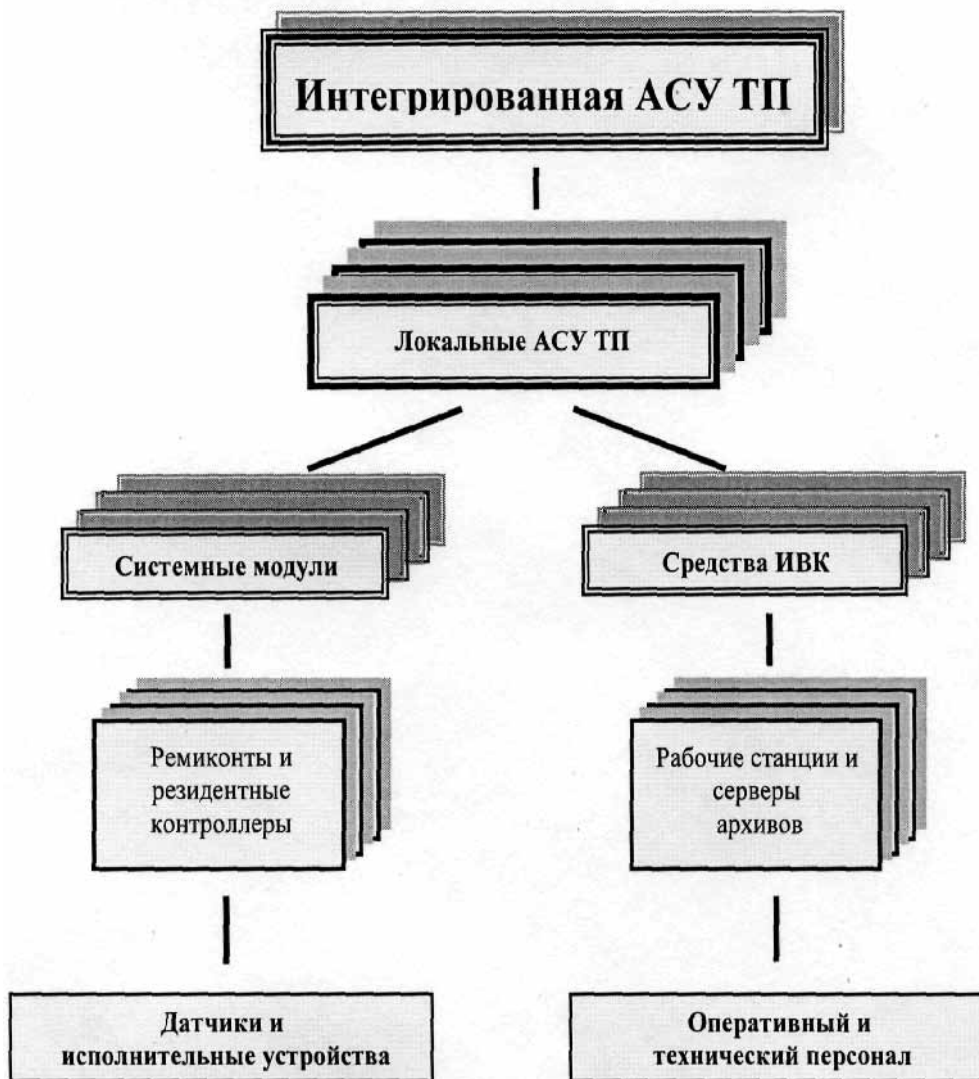 Интегрированная АСУ ТП
Локальные АСУ ТП
Системные модули
Средства ИВК
Ремиконты и
резидентные
контроллеры
Рабочие станции и
серверы
архивов
Датчики и
исполнительные устройства
Оперативный и
технический персонал